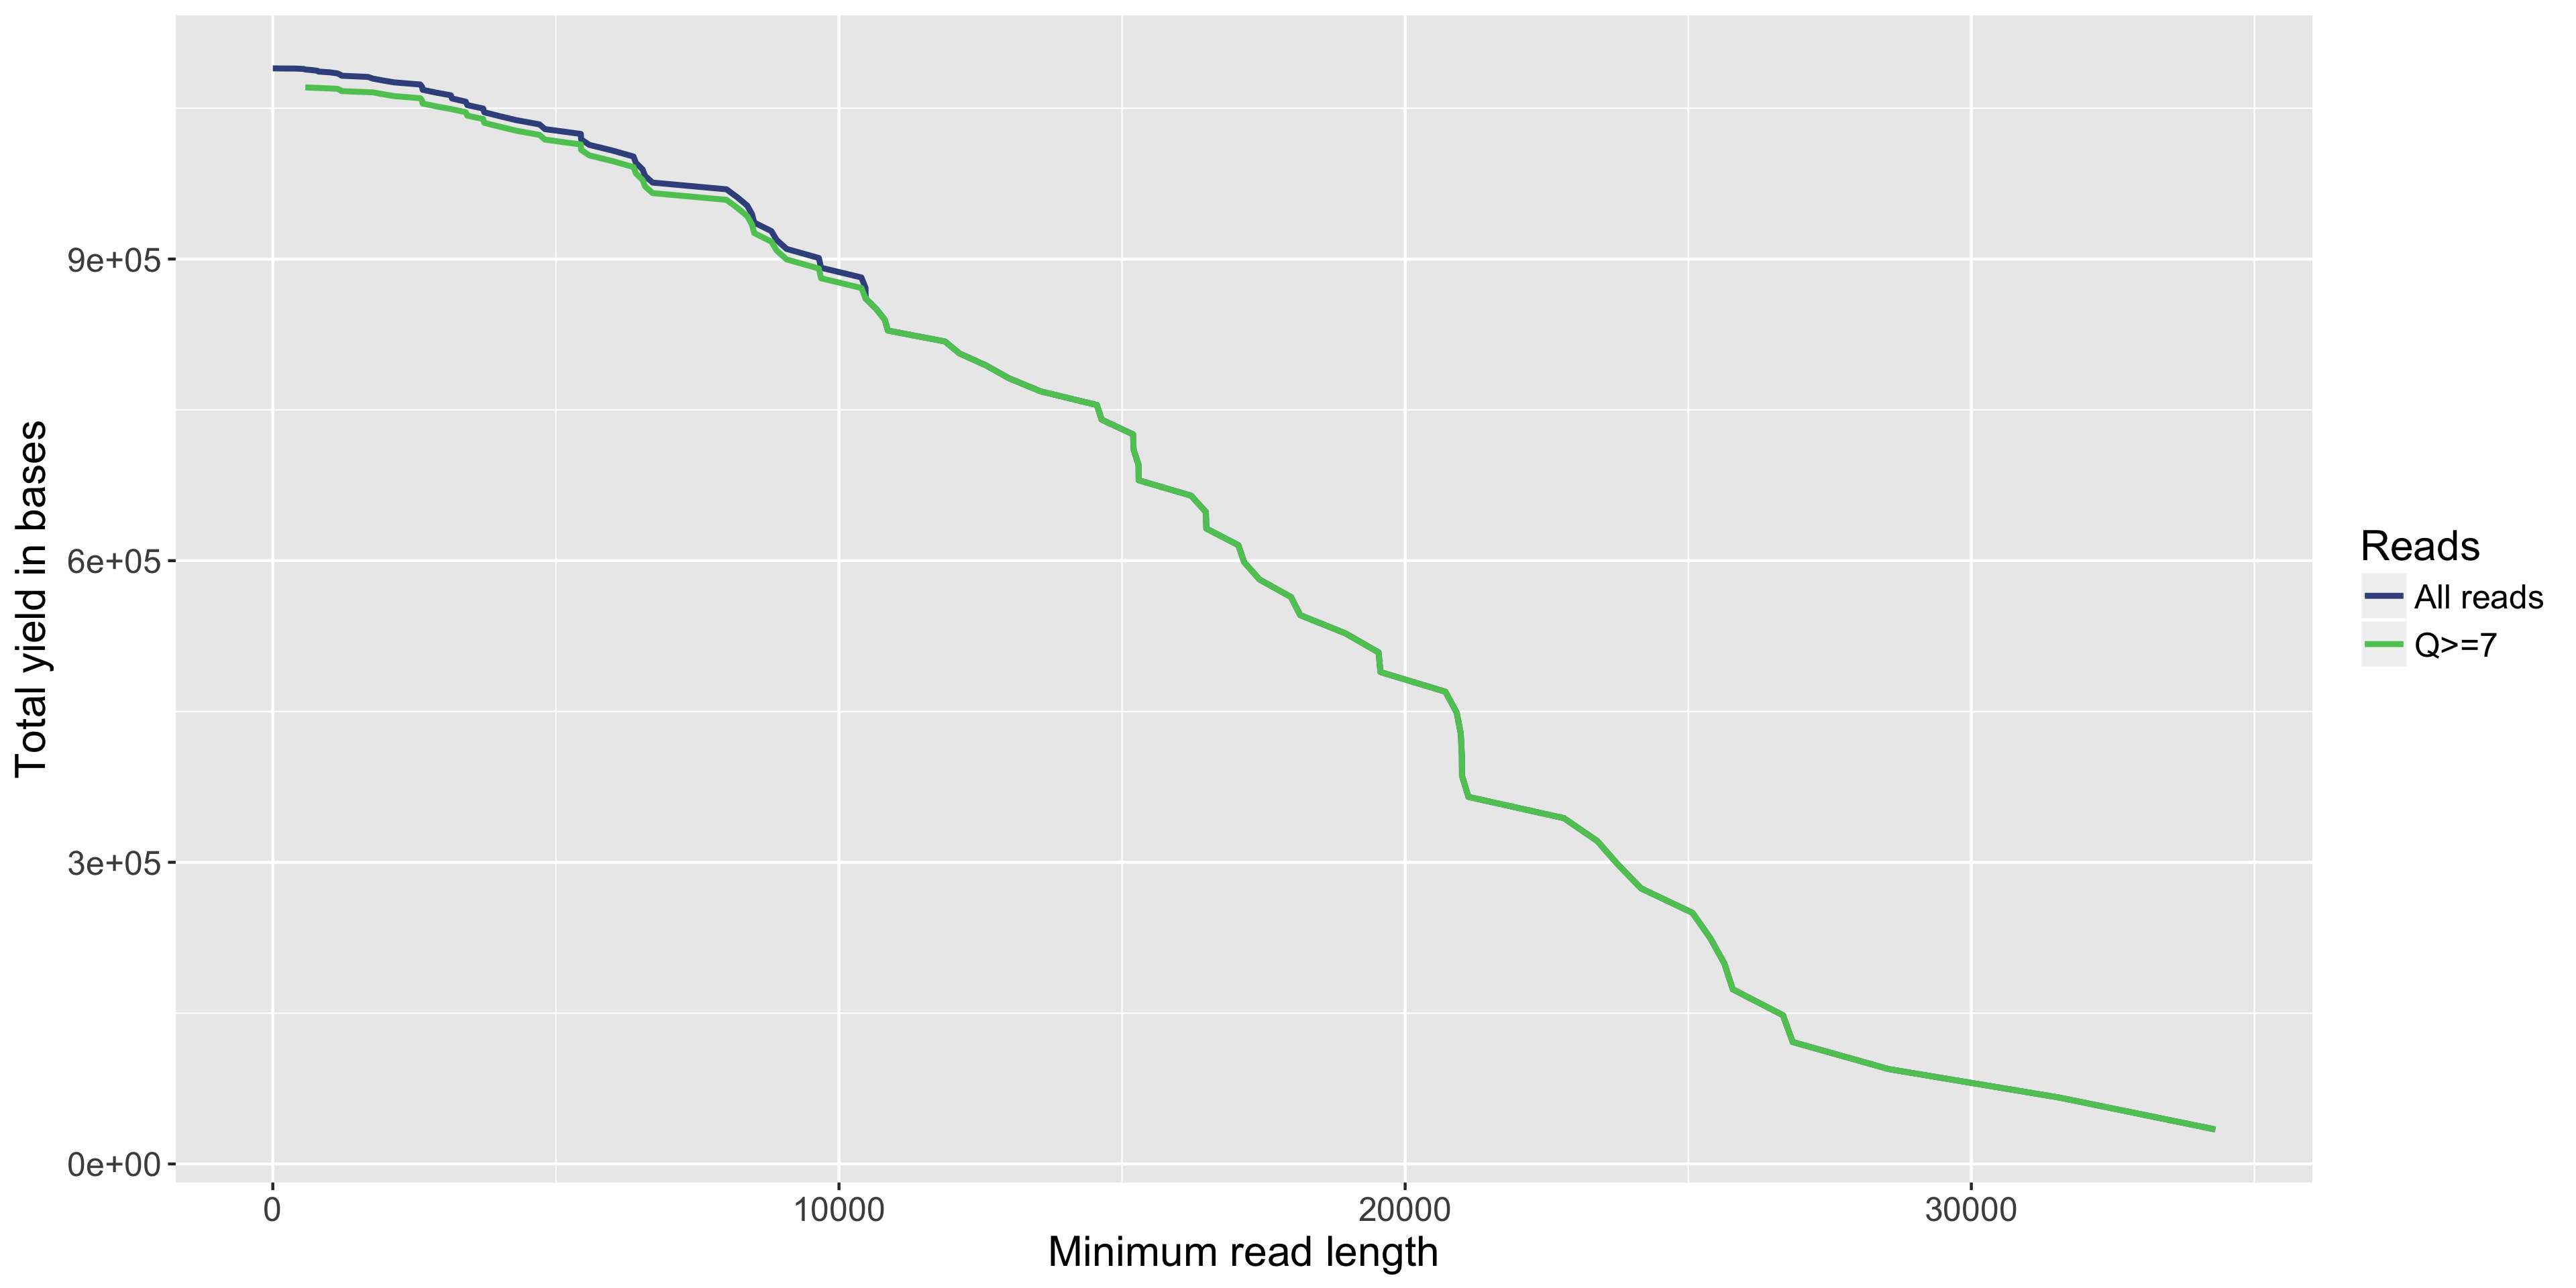 Total yield in bases
9e+05
6e+05
3e+05
0e+00
0
10000
20000
30000
Minimum read length
Reads
All reads
Q>=7